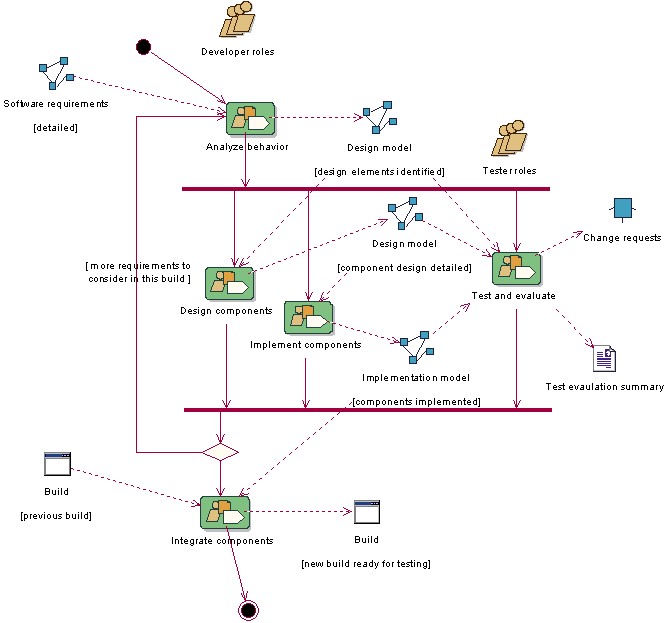 Developer roles
Software requirements
[detailed]
Analyze behavior
Design model
[design elements identified]
Tester roles
Design model
Change requests
[ more requirements to
consider in this build ]
[component design detailed]
Design components
Test and evaluate
Implement components
Implementation model
Test evaulation summary
[components implemented]
Build
[previous build]
Integrate components
Build
[new build ready for testing]